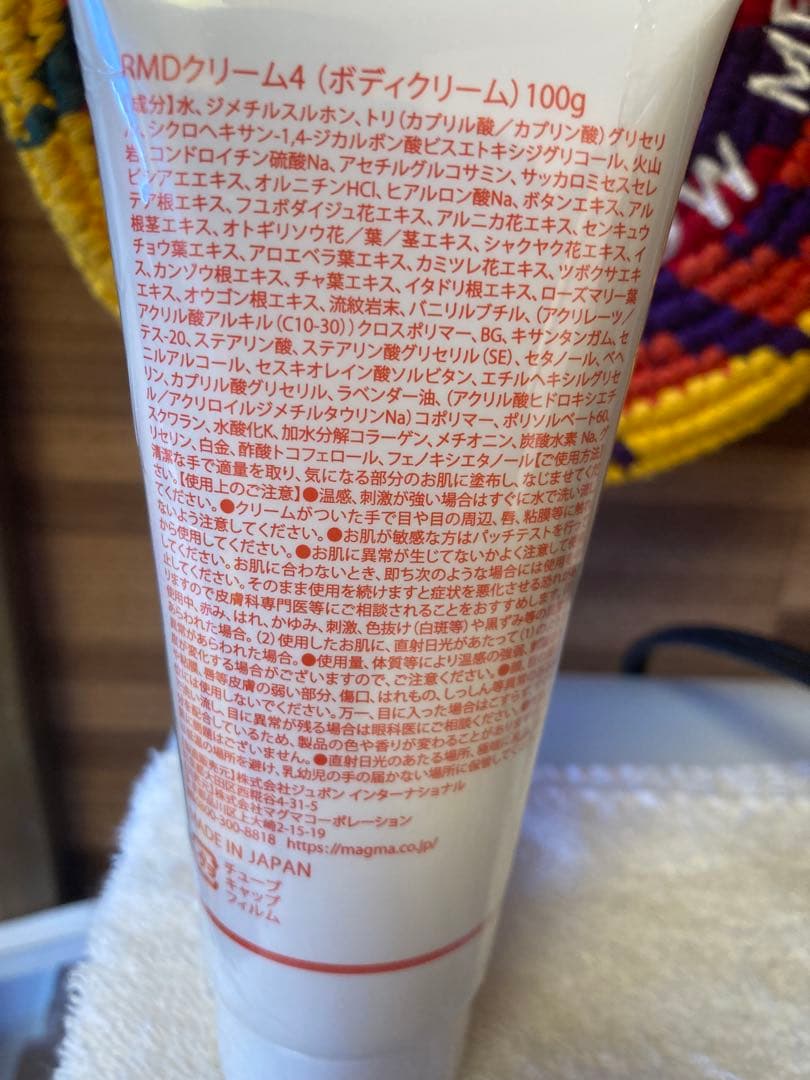 RMDクリーム4（ボディクリーム）100g
成分】水、ジメチルスルホン、トリ（カプリル酸／カプリン酸）グリセリ
、シクロヘキサン-1,4-ジカルボン酸ビスエトキシジグリコール、火山
岩、コンドロイチン硫酸Na、アセチルグルコサミン、サッカロミセスセレ
ビシアエエキス、オルニチンHCl、ヒアルロン酸Na、ボタンエキス、アル
テア根エキス、フユボダイジュ花エキス、アルニカ花エキス、センキュウ
根茎エキス、オトギリソウ花／葉／茎エキス、シャクヤク花エキス、イ
チョウ葉エキス、アロエベラ葉エキス、カミツレ花エキス、ツボクサエキ
、カンゾウ根エキス、チャ葉エキス、イタドリ根エキス、ローズマリー葉
エキス、オウゴン根エキス、流紋岩末、バニリルブチル、（アクリレーツ／
アクリル酸アルキル（C10-30））クロスポリマー、BG、キサンタンガム、セ
テス-20、ステアリン酸、ステアリン酸グリセリル（SE）、セタノール、ベヘ
ニルアルコール、セスキオレイン酸ソルビタン、エチルヘキシルグリセ
リン、カプリル酸グリセリル、ラベンダー油、（アクリル酸ヒドロキシエチ
ル／アクリロイルジメチルタウリンNa）コポリマー、ポリソルベート60、
スクワラン、水酸化K、加水分解コラーゲン、メチオニン、炭酸水素 Na、グ
リセリン、白金、酢酸トコフェロール、フェノキシエタノール【ご使用方法】
清潔な手で適量を取り、気になる部分のお肌に塗布し、なじませてくだ
さい。【使用上のご注意】●温感、刺激が強い場合はすぐに水で洗い流し
てください。●クリームがついた手で目や目の周辺、唇、粘膜等に触
ないよう注意してください。●お肌が敏感な方はパッチテストを行っ
から使用してください。●お肌に異常が生じてないかよく注意して使
してください。お肌に合わないとき、即ち次のような場合には使用を
止してください。そのまま使用を続けますと症状を悪化させる恐れが
りますので皮膚科専門医等にご相談されることをおすすめします。
使用中、赤み、はれ、かゆみ、刺激、色抜け（白斑等）や黒ずみ等の
あらわれた場合。（2）使用したお肌に、直射日光があたって（1）の
異常があらわれた場合。●使用量、体質等により温感の強弱、
が変化する場合がございますので、ご注意ください。
粘膜、唇等皮膚の弱い部分、傷口、はれもの、しっしん等異常
には使用しないでください。万一、目に入った場合はこすらず
洗い流し、目に異常が残る場合は眼科医にご相談ください。
を配合しているため、製品の色や香りが変わることがあり
に問題はございません。●直射日光のあたる場所、極端に
低温の場所を避け、乳幼児の手の届かない場所に保管して
元】株式会社ジュポン インターナショナル
大田区西糀谷4-31-5
株式会社マグマコーポレーション
品川区上大崎2-15-19
-300-8818 https://magma.co.jp/
MADE IN JAPAN
チューブ
キャップ
フィルム